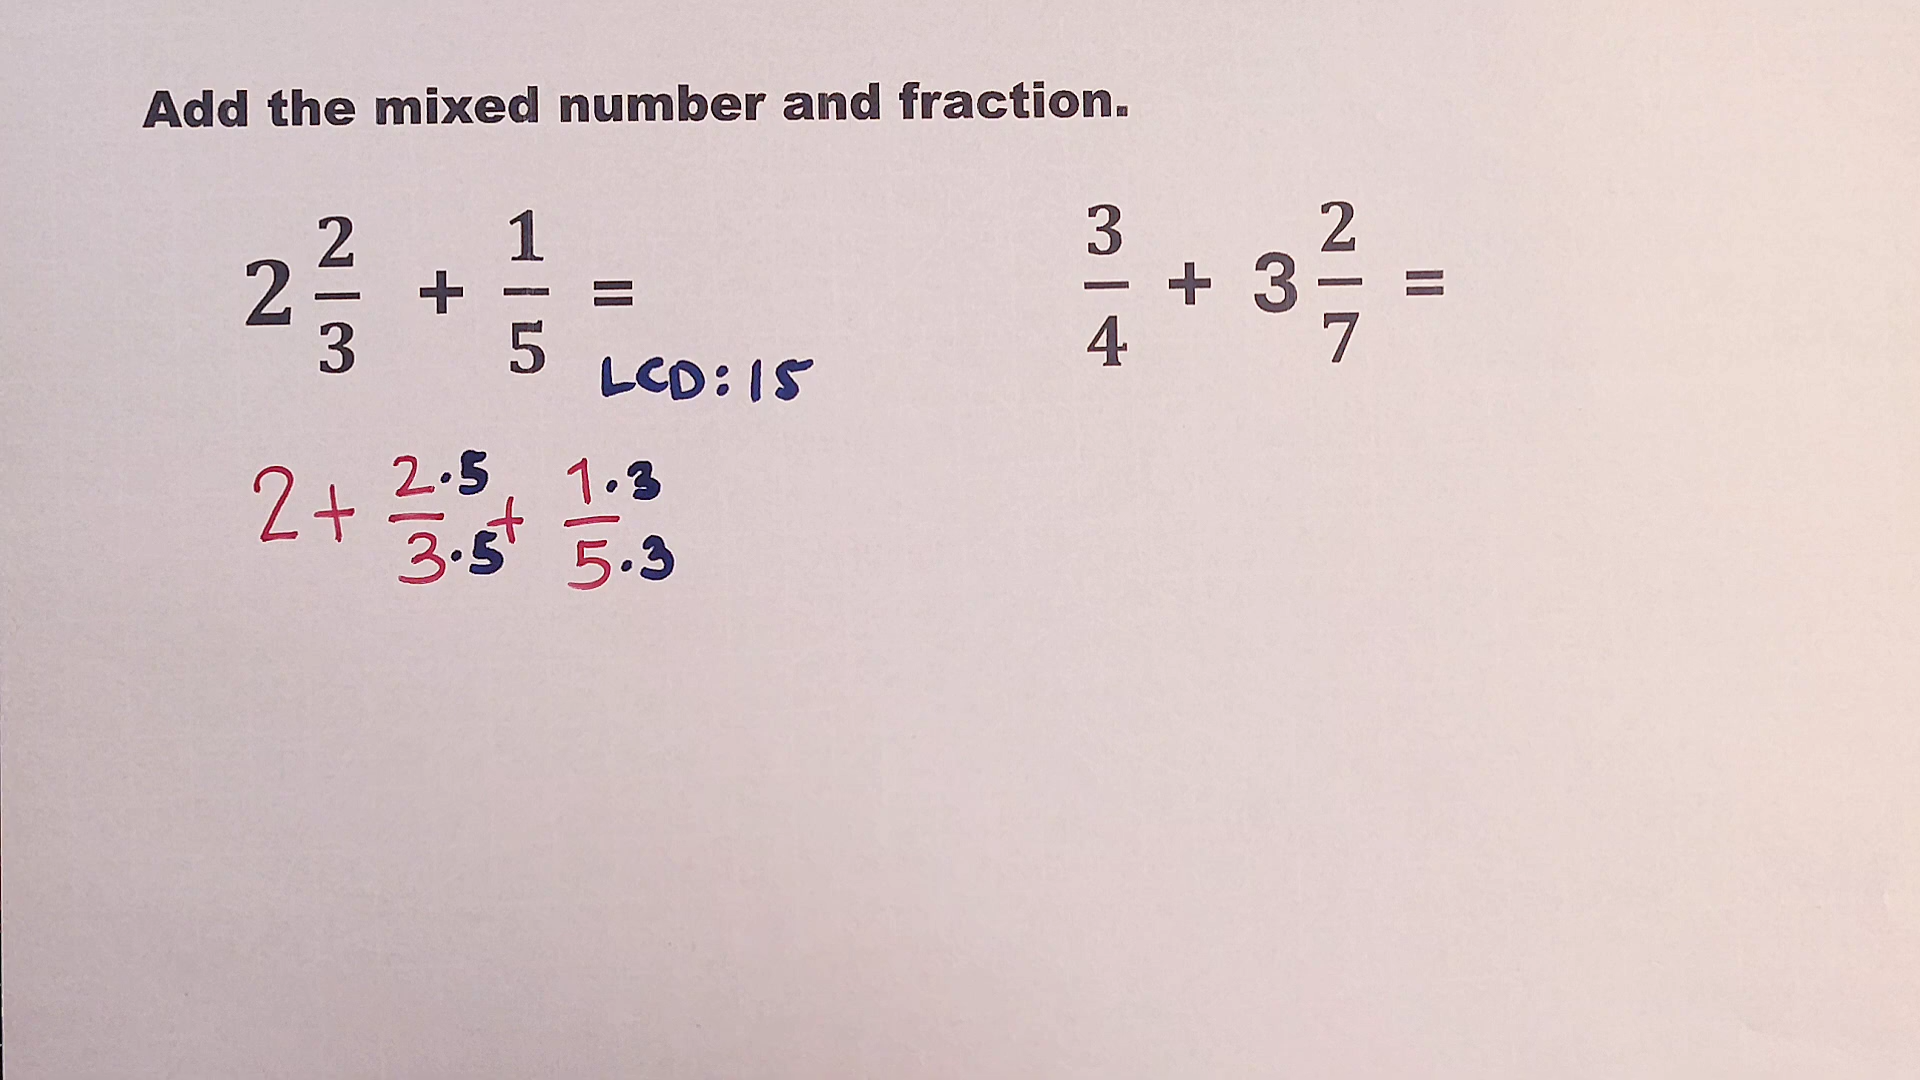 Add the mixed number and fraction.
2 2/3 + 1/5 =
LCD: 15
2 + 2·5/3·5 + 1·3/5·3
3/4 + 3 2/7 =